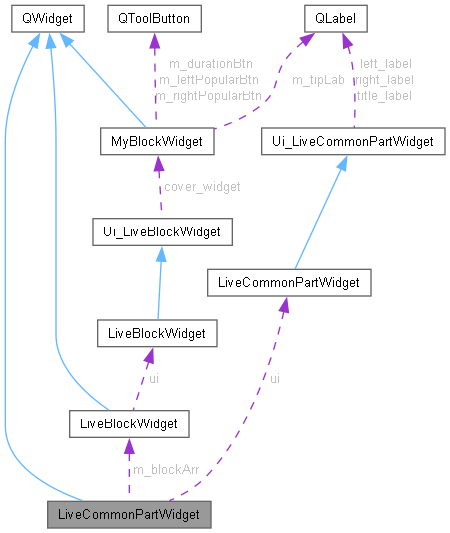 QWidget
QToolButton
QLabel
m_durationBtn
m_leftPopularBtn
m_rightPopularBtn
m_tipLab
left_label
right_label
title_label
MyBlockWidget
Ui_LiveCommonPartWidget
cover_widget
Ui_LiveBlockWidget
LiveCommonPartWidget
LiveBlockWidget
ui
ui
LiveBlockWidget
m_blockArr
LiveCommonPartWidget